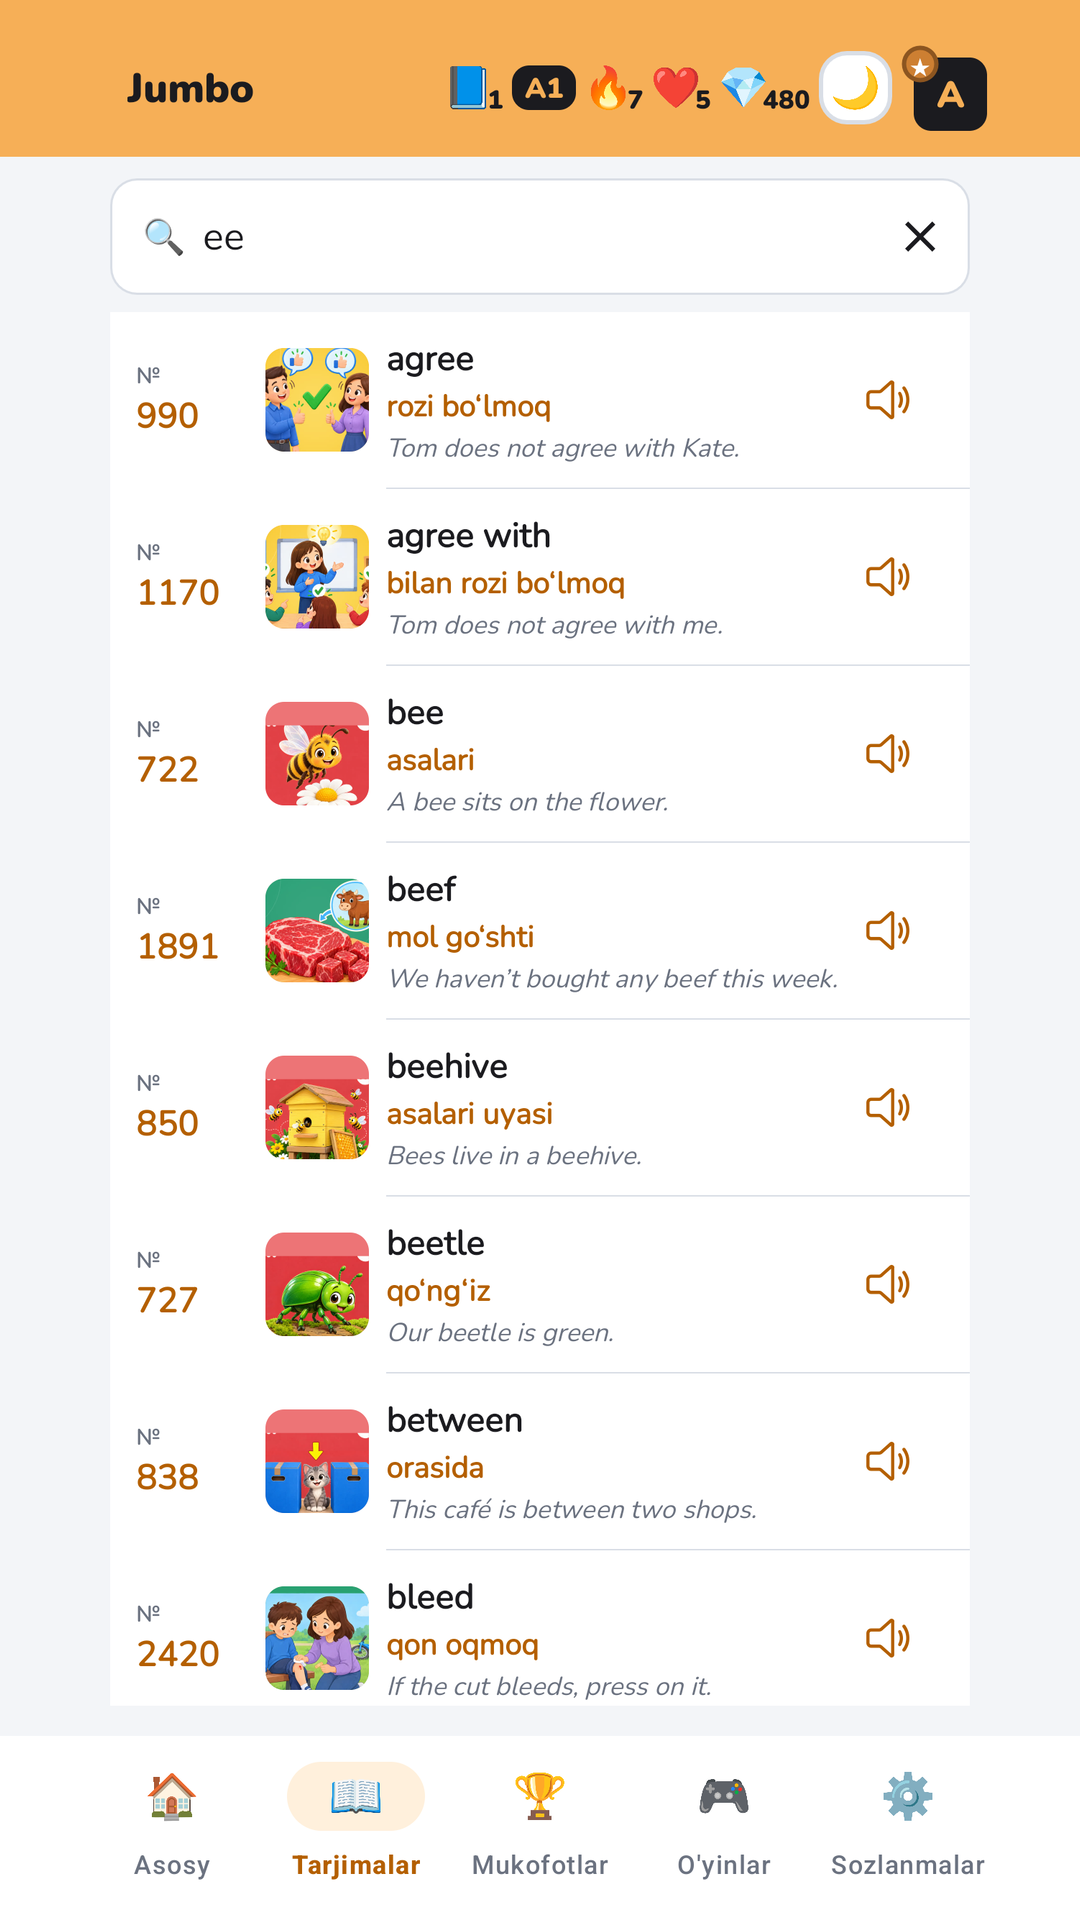 Jumbo
1
A1
7
5
480
A
ee
№
990
agree
rozi bo‘lmoq
Tom does not agree with Kate.
№
1170
agree with
bilan rozi bo‘lmoq
Tom does not agree with me.
№
722
bee
asalari
A bee sits on the flower.
№
1891
beef
mol go‘shti
We haven’t bought any beef this week.
№
850
beehive
asalari uyasi
Bees live in a beehive.
№
727
beetle
qo‘ng‘iz
Our beetle is green.
№
838
between
orasida
This café is between two shops.
№
2420
bleed
qon oqmoq
If the cut bleeds, press on it.
Asosy
Tarjimalar
Mukofotlar
O'yinlar
Sozlanmalar